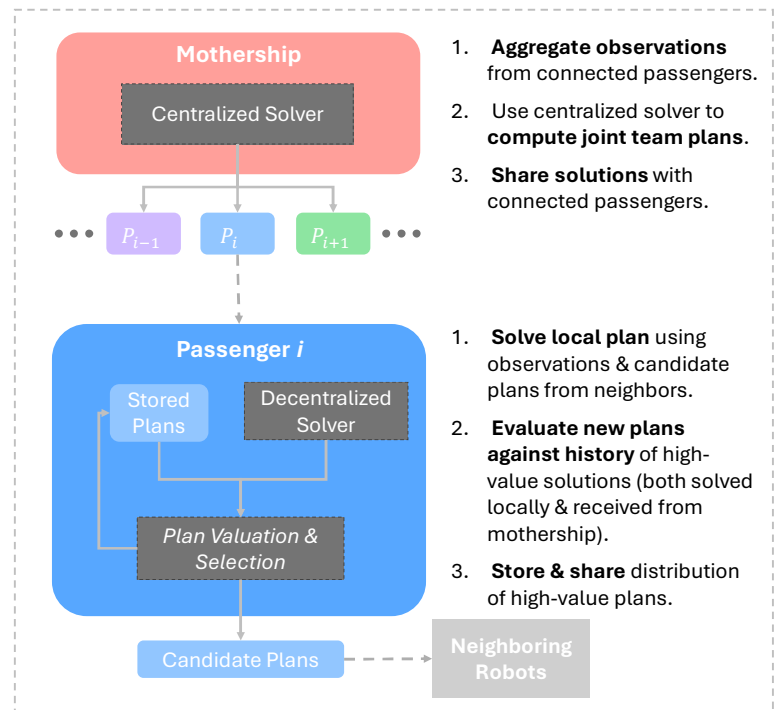 Mothership
Centralized Solver
1. Aggregate observations
from connected passengers.
2. Use centralized solver to
compute joint team plans.
3. Share solutions with
connected passengers.
P_{i-1}
P_i
P_{i+1}
Passenger i
Stored
Plans
Decentralized
Solver
Plan Valuation &
Selection
1. Solve local plan using
observations & candidate
plans from neighbors.
2. Evaluate new plans
against history of high-
value solutions (both solved
locally & received from
mothership).
3. Store & share distribution
of high-value plans.
Candidate Plans
Neighboring
Robots